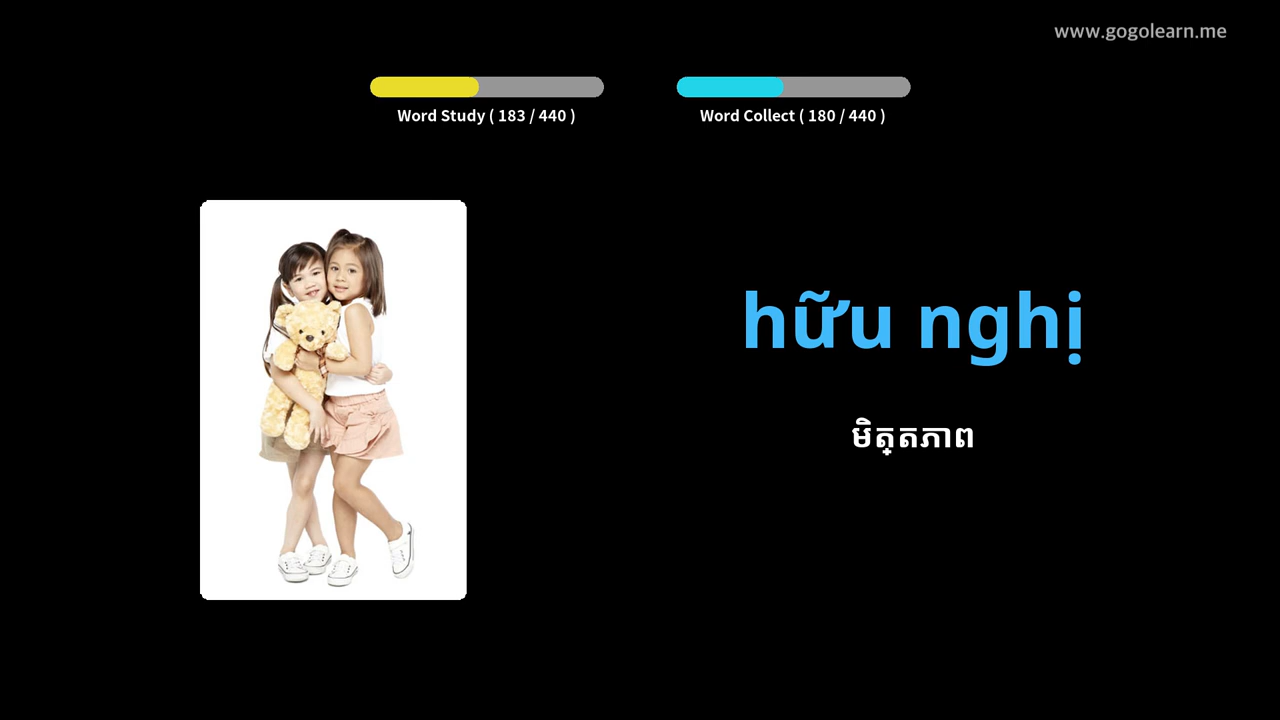 www.gogolearn.me
Word Study ( 183 / 440 )
Word Collect ( 180 / 440 )
hữu nghị
មិត្តភាព